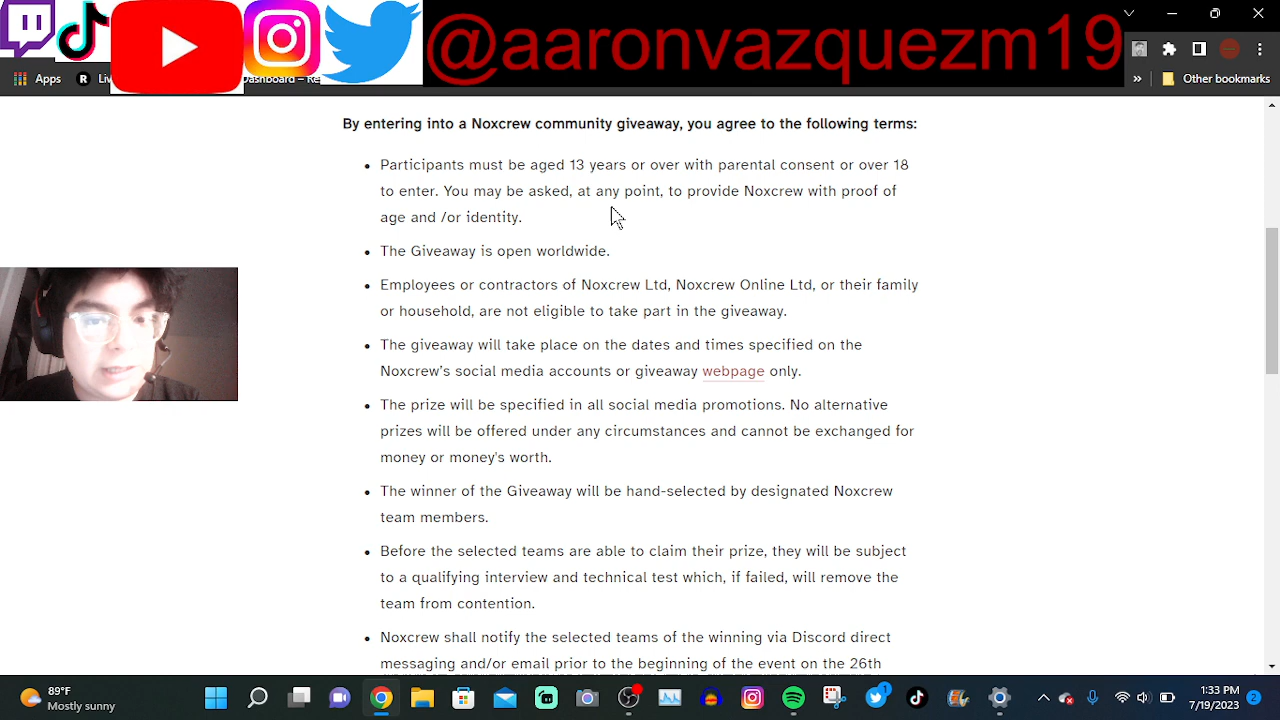 @aaronvazquezm19
Apps
Dashboard – Re
Other bookmarks
By entering into a Noxcrew community giveaway, you agree to the following terms:
• Participants must be aged 13 years or over with parental consent or over 18
to enter. You may be asked, at any point, to provide Noxcrew with proof of
age and /or identity.
• The Giveaway is open worldwide.
• Employees or contractors of Noxcrew Ltd, Noxcrew Online Ltd, or their family
or household, are not eligible to take part in the giveaway.
• The giveaway will take place on the dates and times specified on the
Noxcrew's social media accounts or giveaway webpage only.
• The prize will be specified in all social media promotions. No alternative
prizes will be offered under any circumstances and cannot be exchanged for
money or money's worth.
• The winner of the Giveaway will be hand-selected by designated Noxcrew
team members.
• Before the selected teams are able to claim their prize, they will be subject
to a qualifying interview and technical test which, if failed, will remove the
team from contention.
• Noxcrew shall notify the selected teams of the winning via Discord direct
messaging and/or email prior to the beginning of the event on the 26th
89°F
Mostly sunny
1
1:33 PM
7/19/2023
2